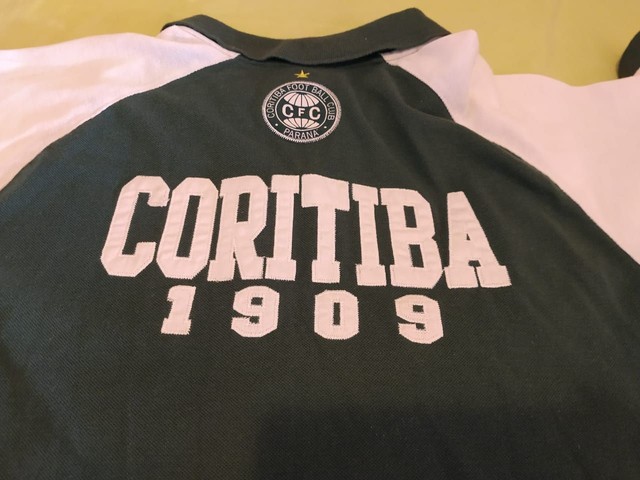 CORITIBA FOOT BALL CLUB
CFC
PARANÁ
CORITIBA
1909